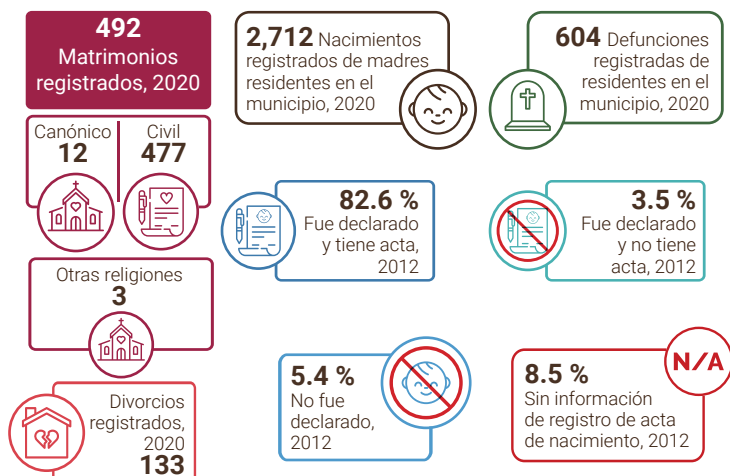 492
Matrimonios
registrados, 2020
Canónico
12
Civil
477
Otras religiones
3
Divorcios
registrados,
2020
133
2,712 Nacimientos
registrados de madres
residentes en el
municipio, 2020
604 Defunciones
registradas de
residentes en el
municipio, 2020
82.6 %
Fue declarado
y tiene acta,
2012
3.5 %
Fue declarado
y no tiene
acta, 2012
5.4 %
No fue
declarado,
2012
N/A
8.5 %
Sin información
de registro de acta
de nacimiento, 2012